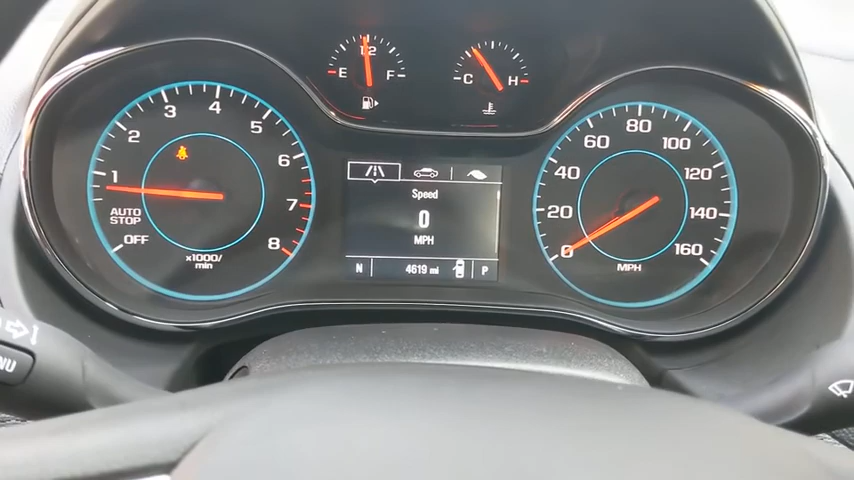 1/2
E F
C H
1 2 3 4 5 6 7 8
AUTO
STOP
OFF
x1000/
min
Speed
0
MPH
N 4619 mi P
0 20 40 60 80 100 120 140 160
MPH